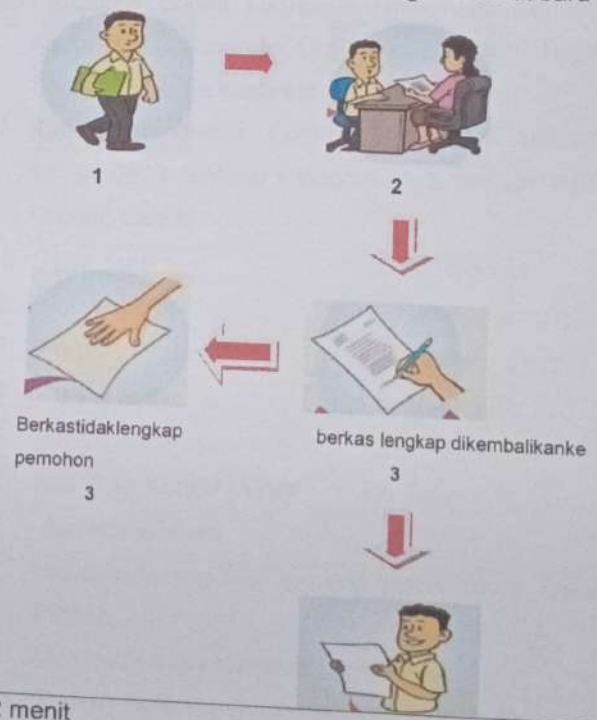 1
2
Berkastidaklengkap
pemohon
3
berkas lengkap dikembalikanke
3
menit